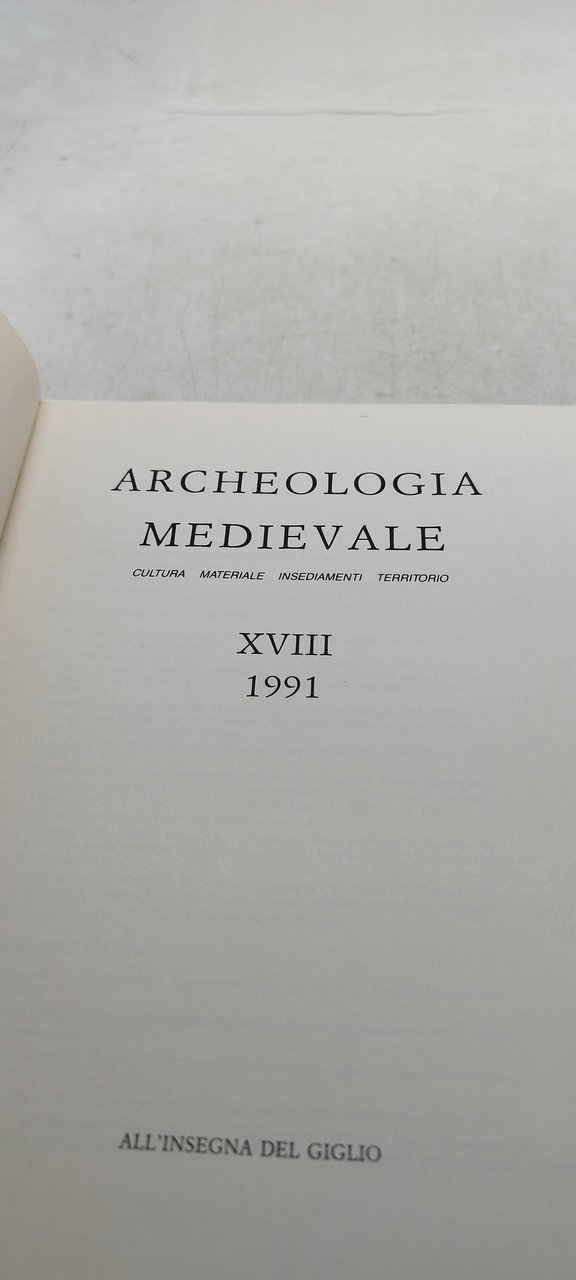 ARCHEOLOGIA
MEDIEVALE
CULTURA MATERIALE INSEDIAMENTI TERRITORIO
XVIII
1991
ALL'INSEGNA DEL GIGLIO